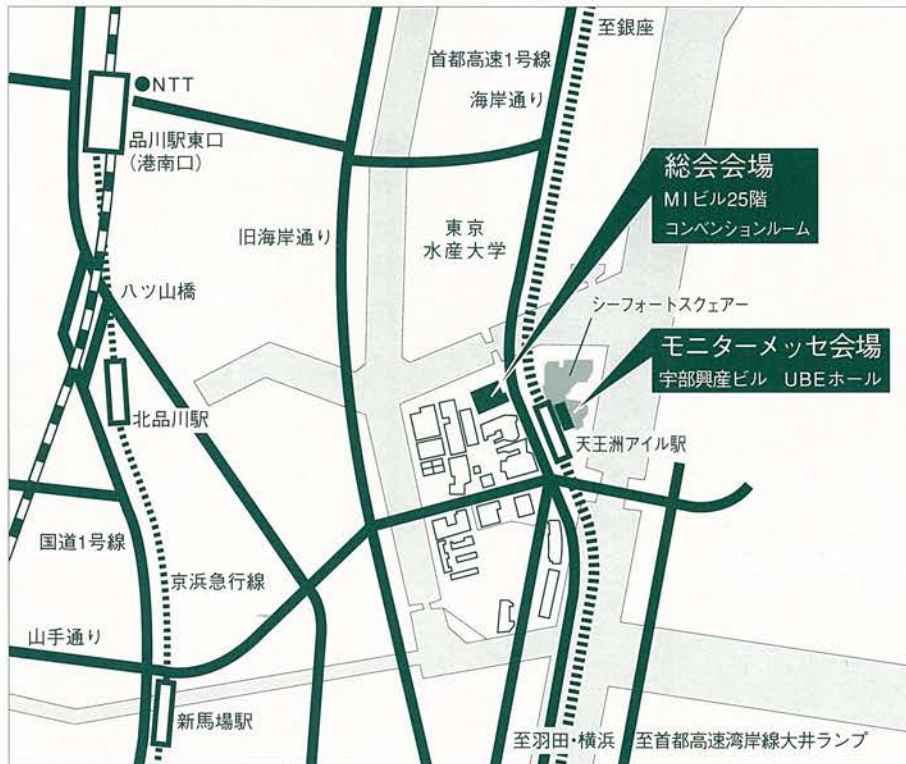 至銀座
首都高速1号線
海岸通り
●NTT
品川駅東口
(港南口)
総会会場
MIビル25階
コンベンションルーム
旧海岸通り
東京
水産大学
八ツ山橋
シーフォートスクェアー
モニターメッセ会場
宇部興産ビル UBEホール
北品川駅
天王洲アイル駅
国道1号線
京浜急行線
山手通り
新馬場駅
至羽田・横浜
至首都高速湾岸線大井ランプ